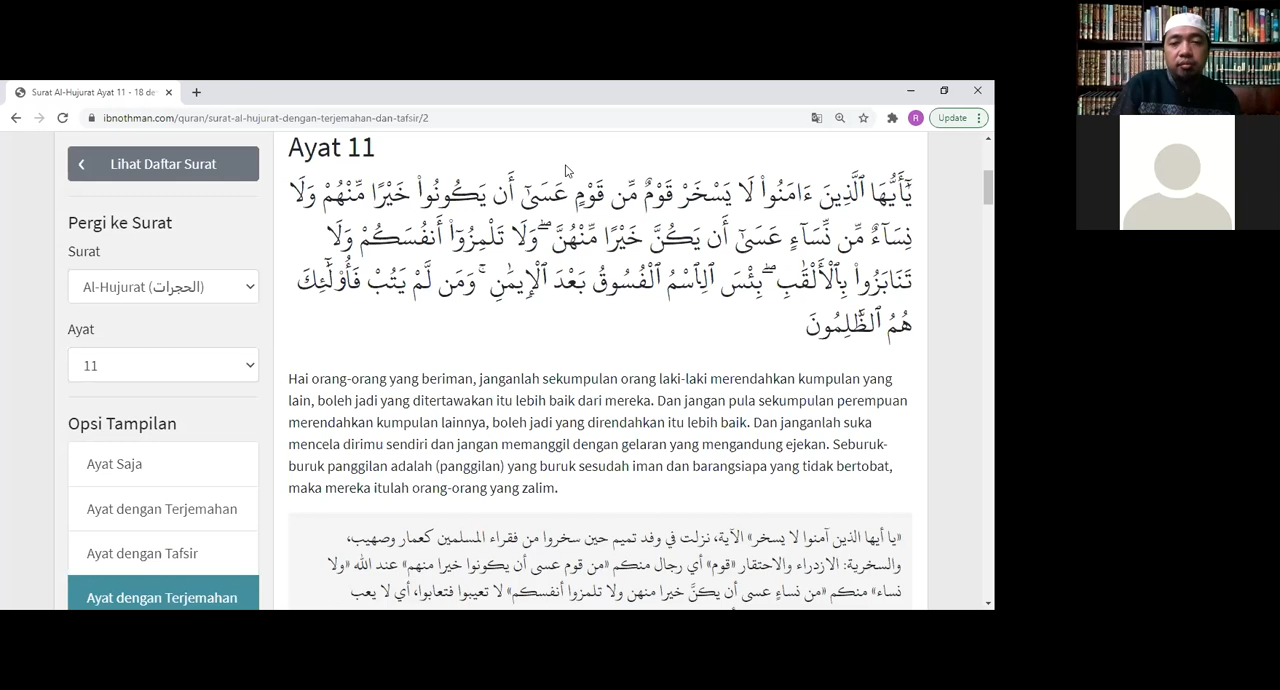 Surat Al-Hujurat Ayat 11 - 18 de
ibnothman.com/quran/surat-al-hujurat-dengan-terjemahan-dan-tafsir/2
R
Update
Lihat Daftar Surat
Pergi ke Surat
Surat
Al-Hujurat (الحجرات)
Ayat
11
Opsi Tampilan
Ayat Saja
Ayat dengan Terjemahan
Ayat dengan Tafsir
Ayat dengan Terjemahan
Ayat 11
يَٰٓأَيُّهَا ٱلَّذِينَ ءَامَنُوا۟ لَا يَسْخَرْ قَوْمٌ مِّن قَوْمٍ عَسَىٰٓ أَن يَكُونُوا۟ خَيْرًا مِّنْهُمْ وَلَا
نِسَآءٌ مِّن نِّسَآءٍ عَسَىٰٓ أَن يَكُنَّ خَيْرًا مِّنْهُنَّ ۖ وَلَا تَلْمِزُوٓا۟ أَنفُسَكُمْ وَلَا
تَنَابَزُوا۟ بِٱلْأَلْقَٰبِ ۖ بِئْسَ ٱلِٱسْمُ ٱلْفُسُوقُ بَعْدَ ٱلْإِيمَٰنِ ۚ وَمَن لَّمْ يَتُبْ فَأُو۟لَٰٓئِكَ
هُمُ ٱلظَّٰلِمُونَ
Hai orang-orang yang beriman, janganlah sekumpulan orang laki-laki merendahkan kumpulan yang
lain, boleh jadi yang ditertawakan itu lebih baik dari mereka. Dan jangan pula sekumpulan perempuan
merendahkan kumpulan lainnya, boleh jadi yang direndahkan itu lebih baik. Dan janganlah suka
mencela dirimu sendiri dan jangan memanggil dengan gelaran yang mengandung ejekan. Seburuk-
buruk panggilan adalah (panggilan) yang buruk sesudah iman dan barangsiapa yang tidak bertobat,
maka mereka itulah orang-orang yang zalim.
«يا أيها الذين آمنوا لا يسخر» الآية، نزلت في وفد تميم حين سخروا من فقراء المسلمين كعمار وصهيب،
والسخرية: الازدراء والاحتقار «قوم» أي رجال منكم «من قوم عسى أن يكونوا خيرا منهم» عند الله «ولا
نساء» منكم «من نساءٍ عسى أن يكنَّ خيرا منهن ولا تلمزوا أنفسكم» لا تعيبوا فتعابوا، أي لا يعب